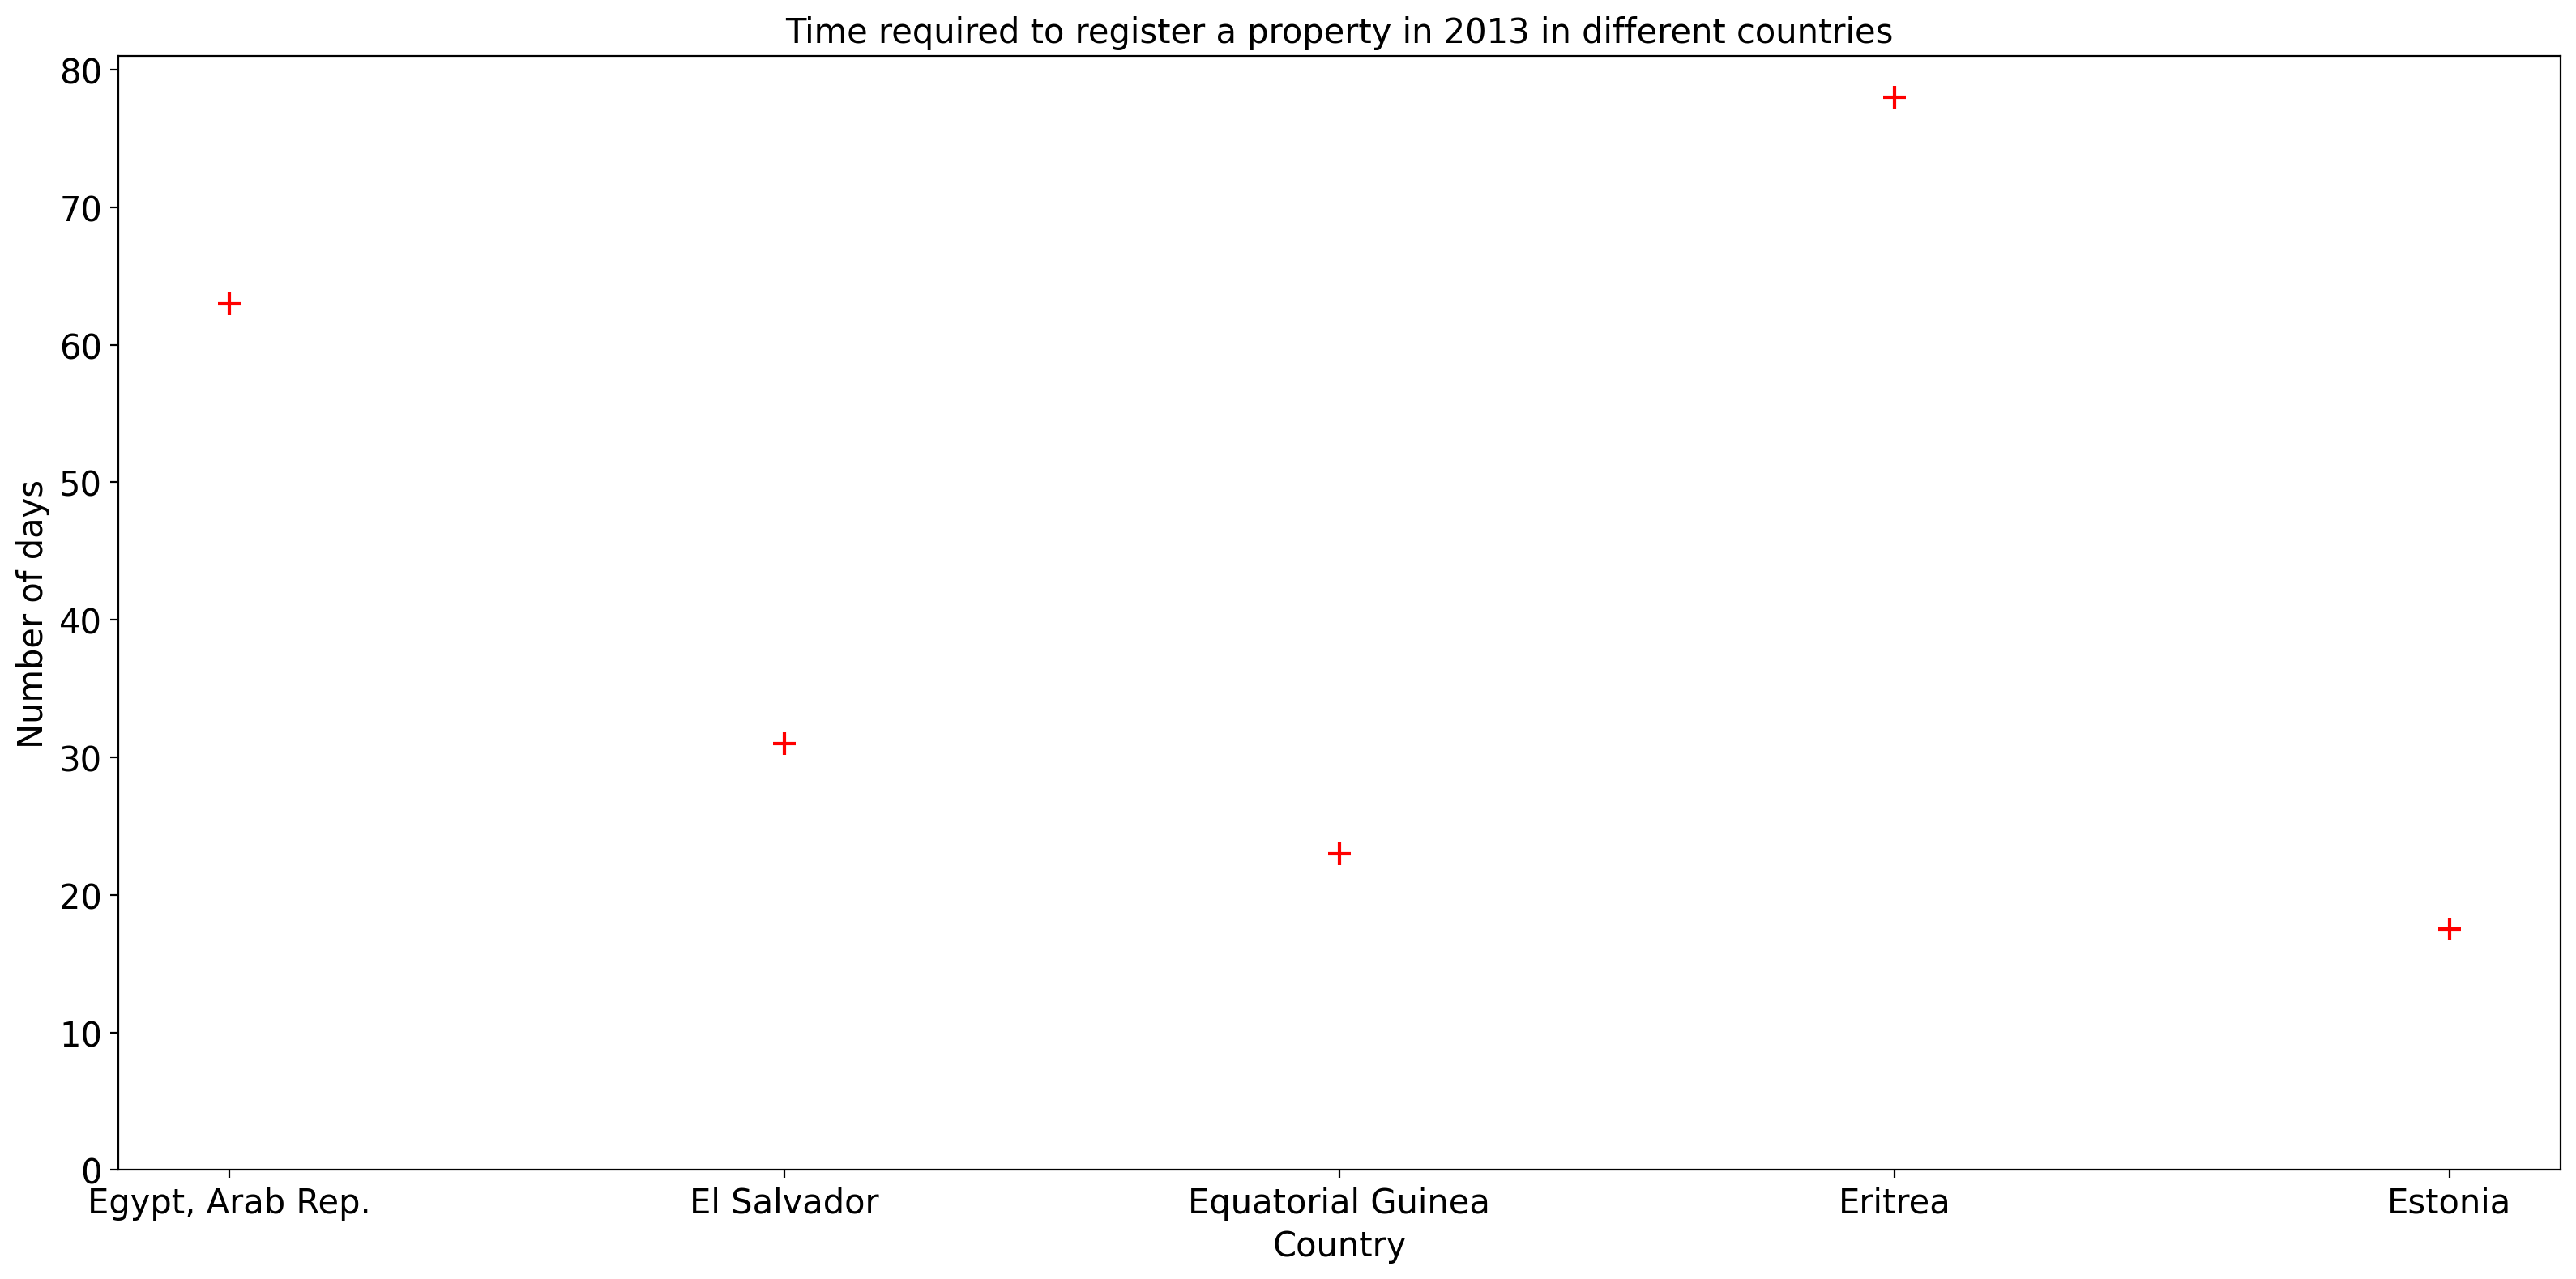 Time required to register a property in 2013 in different countries
80
70
60
50
40
30
20
10
0
Number of days
Egypt, Arab Rep.
El Salvador
Equatorial Guinea
Eritrea
Estonia
Country